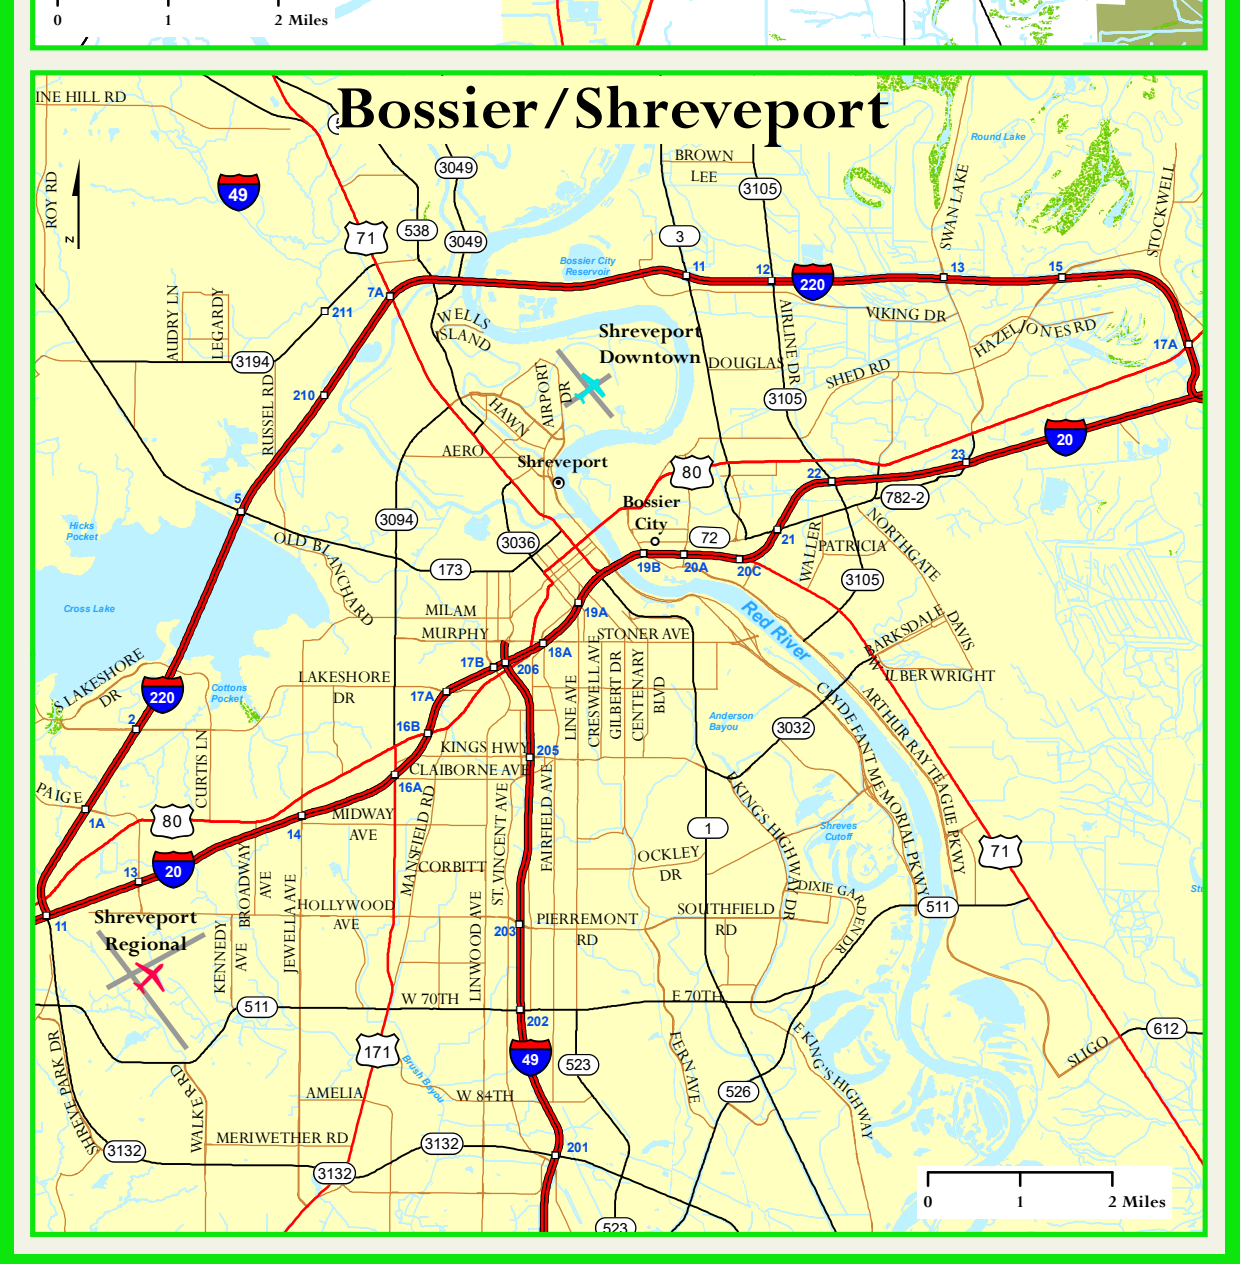 0 1 2 Miles
Bossier/Shreveport
INE HILL RD
Round Lake
BROWN
LEE
3049
3105
49
ROY RD
N
71
538
3049
3
SWAN LAKE
STOCKWELL
Bossier City
Reservoir
11
12
220
13
15
7A
211
AUDRY LN
LEGARDY
WELLS
ISLAND
AIRLINE DR
VIKING DR
HAZEL JONES RD
Shreveport
Downtown
17A
3194
DOUGLAS
SHED RD
210
RUSSEL RD
HAWN
AIRPORT
DR
3105
AERO
20
Shreveport
23
80
22
782-2
5
Bossier
City
3094
Hicks
Pocket
OLD BLANCHARD
3036
72
21
WALLER
PATRICIA
NORTHGATE
173
19B
20A
20C
3105
Cross Lake
MILAM
19A
Red River
BARKSDALE
DAVIS
MURPHY
STONER AVE
18A
17B
206
S LAKESHORE
DR
LAKESHORE
DR
W
ILBER WRIGHT
220
Cottons
Pocket
17A
LINE AVE
CRESWELL AVE
GILBERT DR
CENTENARY
BLVD
CLYDE FANT MEMORIAL PKWY
ARTHUR RAY TEAGUE PKWY
2
16B
Anderson
Bayou
3032
CURTIS LN
KINGS HWY
205
CLAIBORNE AVE
16A
PAIGE
1A
80
MIDWAY
AVE
14
MANSFIELD RD
ST. VINCENT AVE
FAIRFIELD AVE
E KINGS HIGHWAY DR
1
Shreves
Cutoff
71
13
20
BROADWAY
AVE
CORBITT
OCKLEY
DR
DIXIE GARDEN DR
JEWELLA AVE
HOLLYWOOD
AVE
LINWOOD AVE
511
11
Shreveport
Regional
PIERREMONT
RD
SOUTHFIELD
RD
203
KENNEDY
AVE
W 70TH
E 70TH
511
202
E KING'S HIGHWAY
612
SLIGO
SHREVE PARK DR
WALKER RD
171
Brush Bayou
49
523
FERN AVE
AMELIA
W 84TH
526
MERIWETHER RD
3132
3132
201
3132
523
0 1 2 Miles